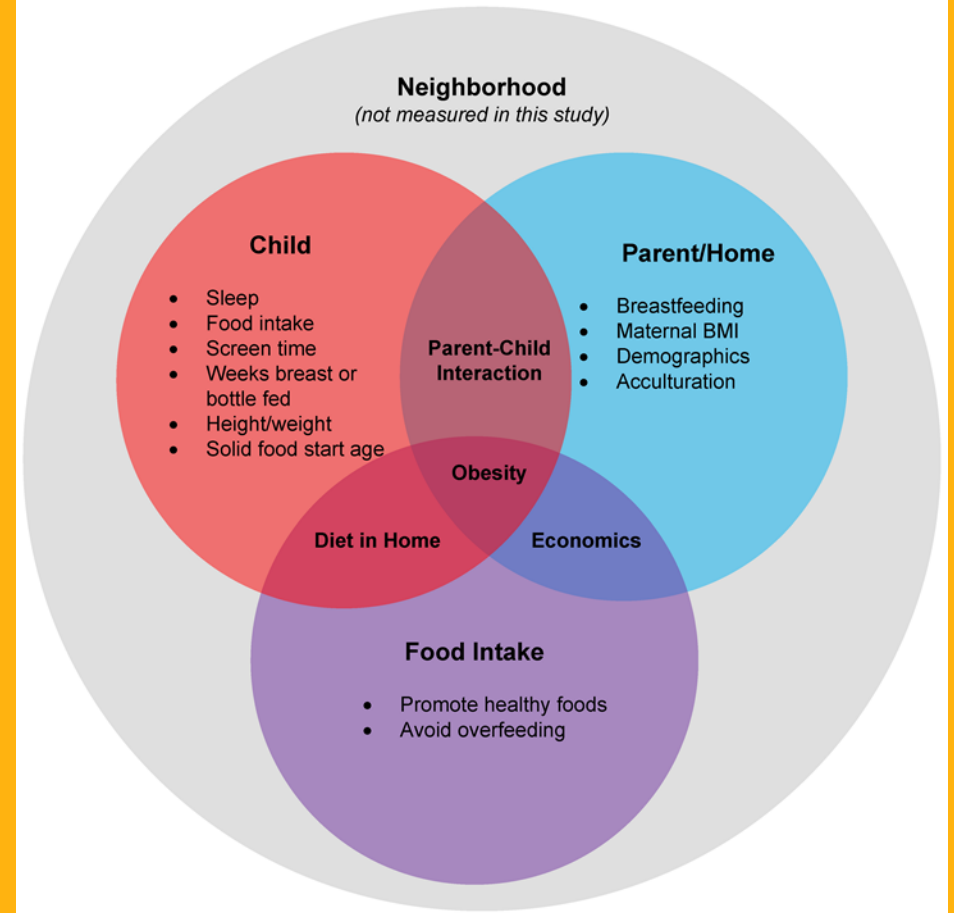 Neighborhood
(not measured in this study)
Child
• Sleep
• Food intake
• Screen time
• Weeks breast or
bottle fed
• Height/weight
• Solid food start age
Parent/Home
• Breastfeeding
• Maternal BMI
• Demographics
• Acculturation
Parent-Child
Interaction
Obesity
Diet in Home
Economics
Food Intake
• Promote healthy foods
• Avoid overfeeding